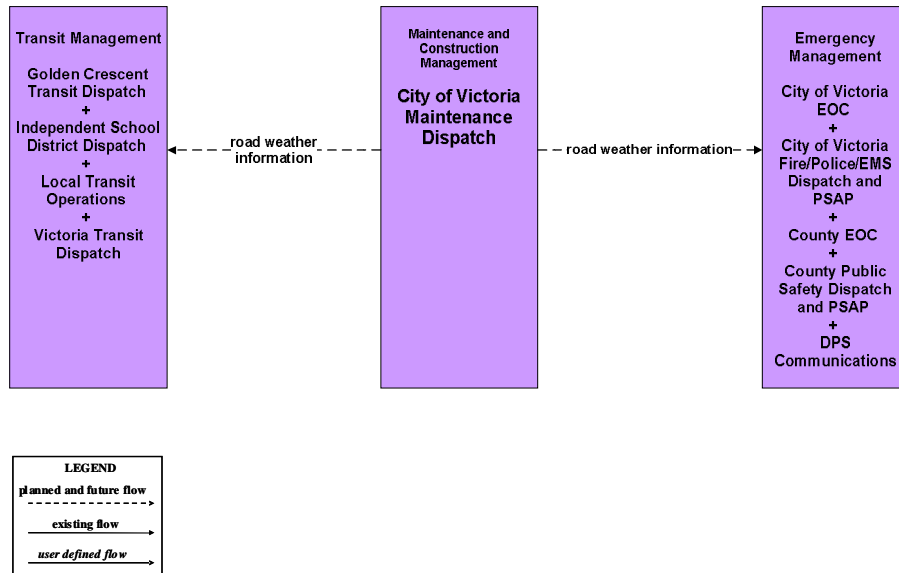 Transit Management
Golden Crescent
Transit Dispatch
+
Independent School
District Dispatch
+
Local Transit
Operations
+
Victoria Transit
Dispatch
road weather
information
Maintenance and
Construction
Management
City of Victoria
Maintenance
Dispatch
road weather information
Emergency
Management
City of Victoria
EOC
+
City of Victoria
Fire/Police/EMS
Dispatch and
PSAP
+
County EOC
+
County Public
Safety Dispatch
and PSAP
+
DPS
Communications
LEGEND
planned and future flow
existing flow
user defined flow